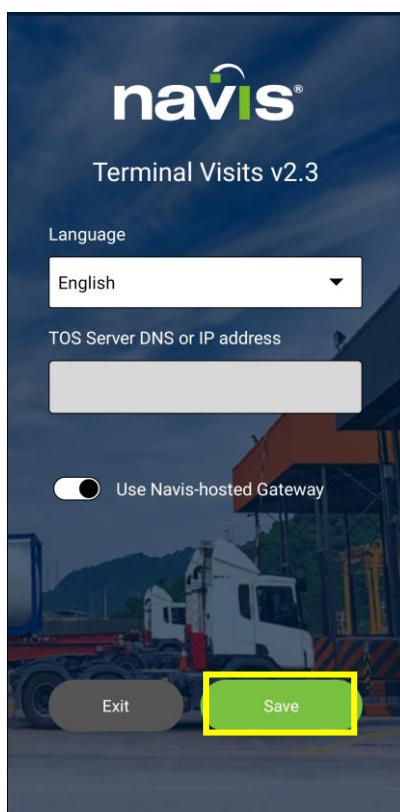 navis®
Terminal Visits v2.3
Language
English
TOS Server DNS or IP address
Use Navis-hosted Gateway
Exit
Save